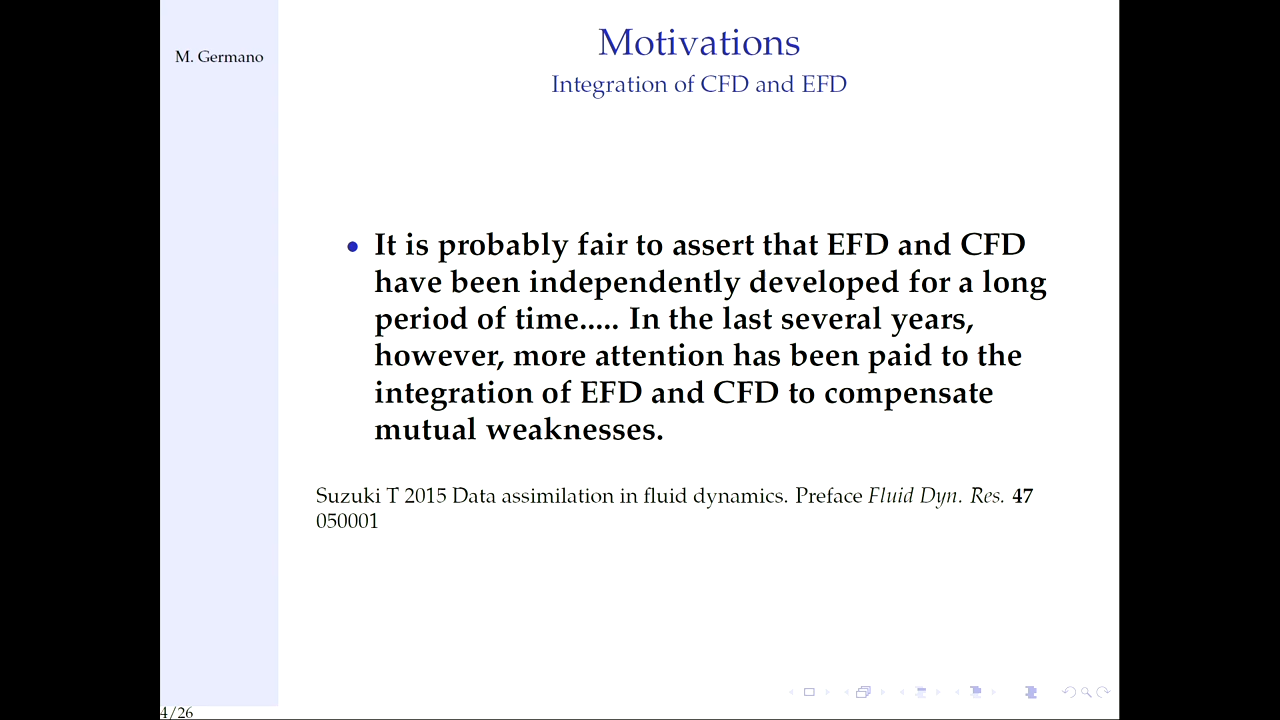 M. Germano
Motivations
Integration of CFD and EFD
• It is probably fair to assert that EFD and CFD
have been independently developed for a long
period of time..... In the last several years,
however, more attention has been paid to the
integration of EFD and CFD to compensate
mutual weaknesses.
Suzuki T 2015 Data assimilation in fluid dynamics. Preface Fluid Dyn. Res. 47
050001
4/26